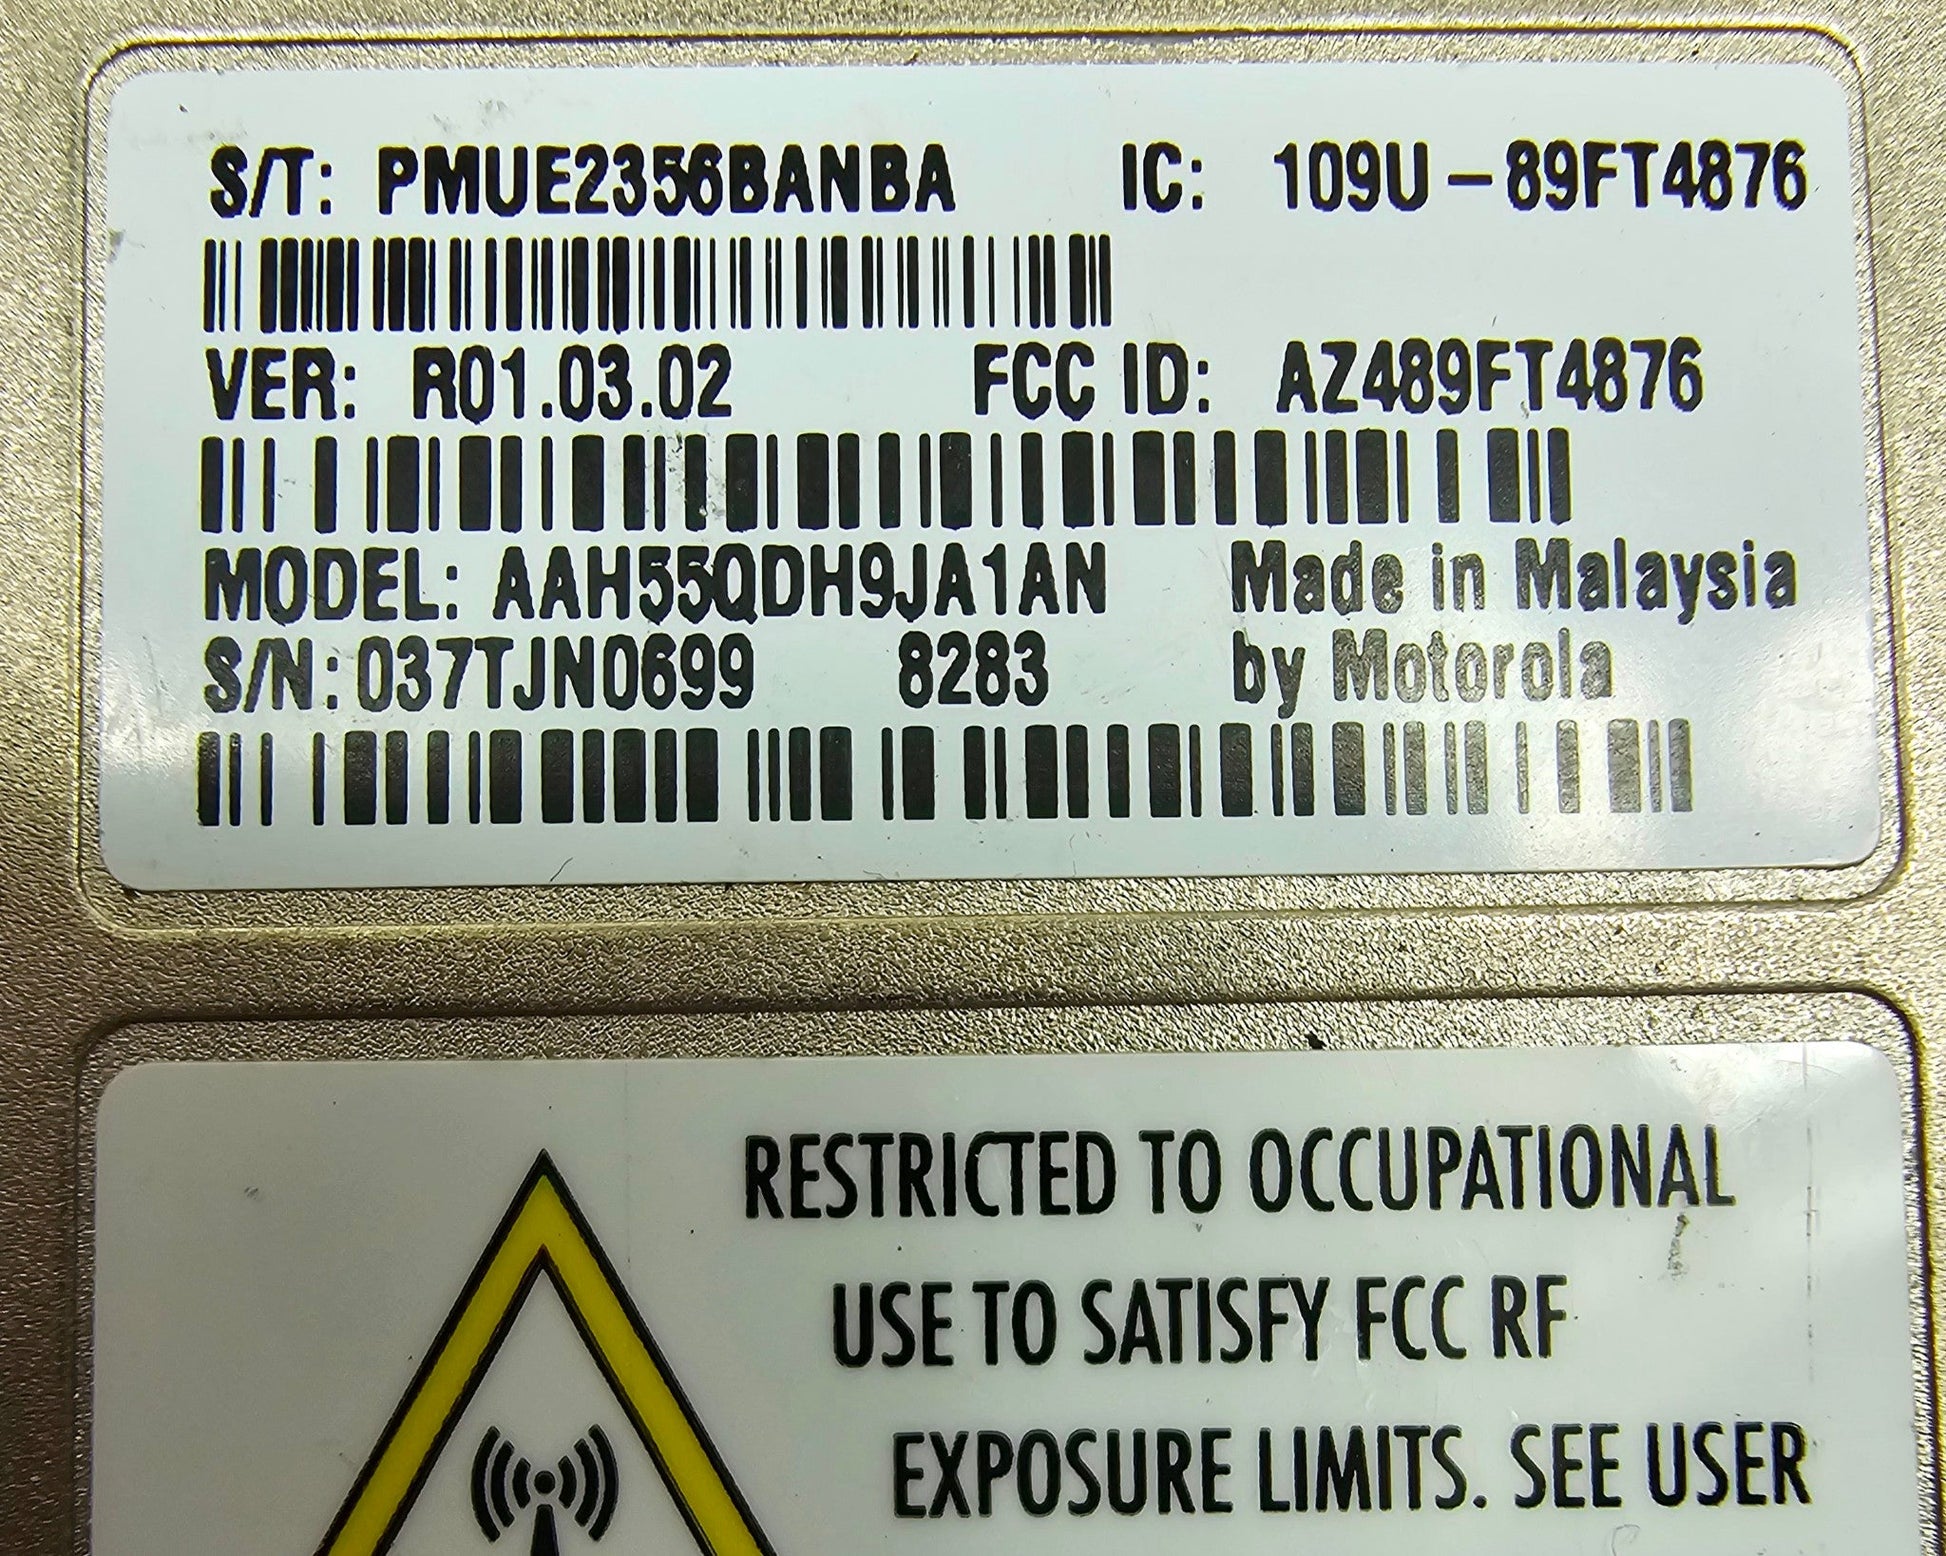 S/T: PMUE2356BANBA IC: 109U-89FT4876
VER: R01.03.02 FCC ID: AZ489FT4876
MODEL: AAH55QDH9JA1AN Made in Malaysia
S/N:037TJN0699 8283 by Motorola
RESTRICTED TO OCCUPATIONAL
USE TO SATISFY FCC RF
EXPOSURE LIMITS. SEE USER